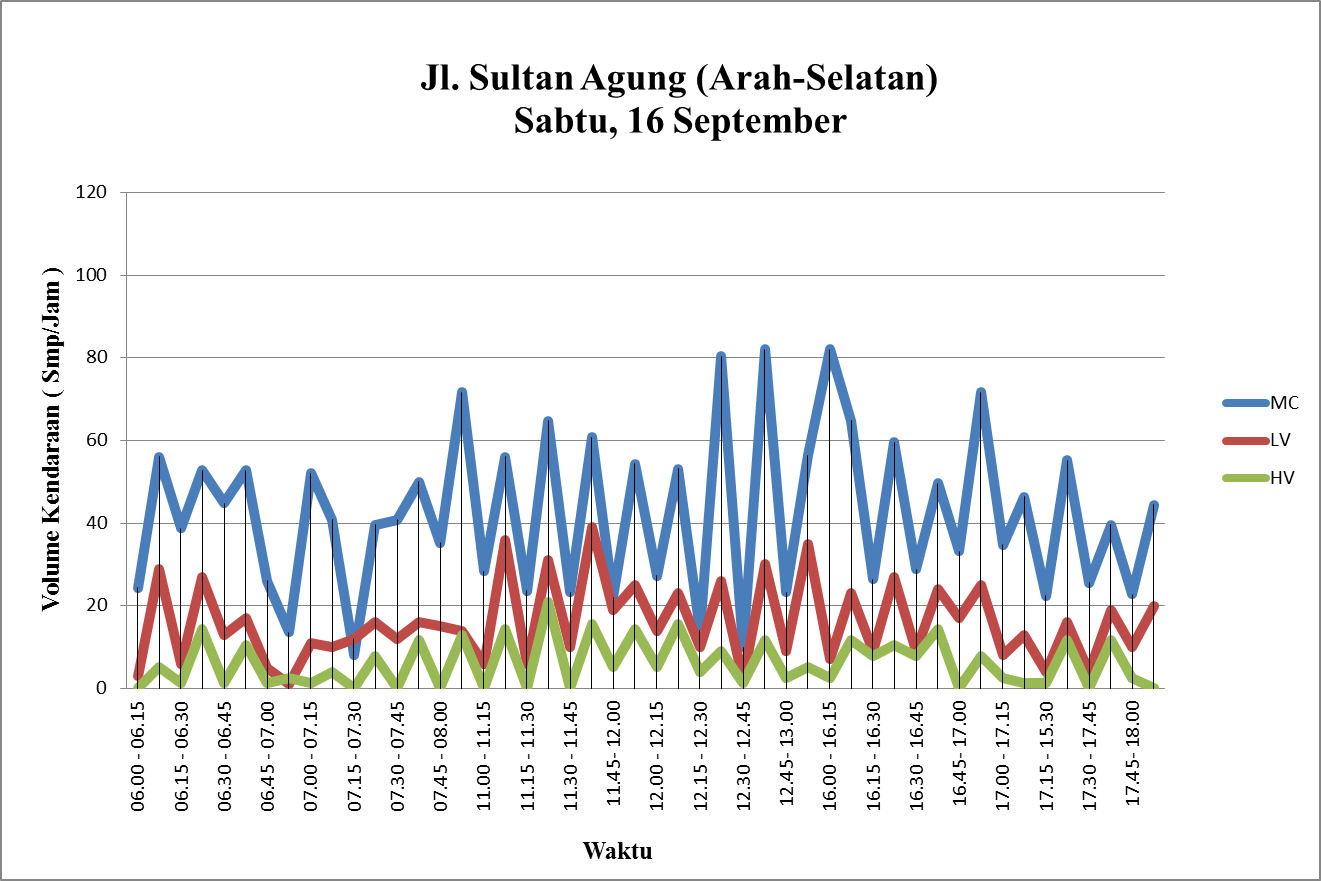 Jl. Sultan Agung (Arah-Selatan)
Sabtu, 16 September
Volume Kendaraan ( Smp/Jam )
120
100
80
60
40
20
0
06.00 - 06.15
06.15 - 06.30
06.30 - 06.45
06.45 - 07.00
07.00 - 07.15
07.15 - 07.30
07.30 - 07.45
07.45 - 08.00
11.00 - 11.15
11.15 - 11.30
11.30 - 11.45
11.45- 12.00
12.00 - 12.15
12.15 - 12.30
12.30 - 12.45
12.45- 13.00
16.00 - 16.15
16.15- 16.30
16.30 - 16.45
16.45 - 17.00
17.00 - 17.15
17.15- 15.30
17.30 - 17.45
17.45- 18.00
Waktu
MC
LV
HV